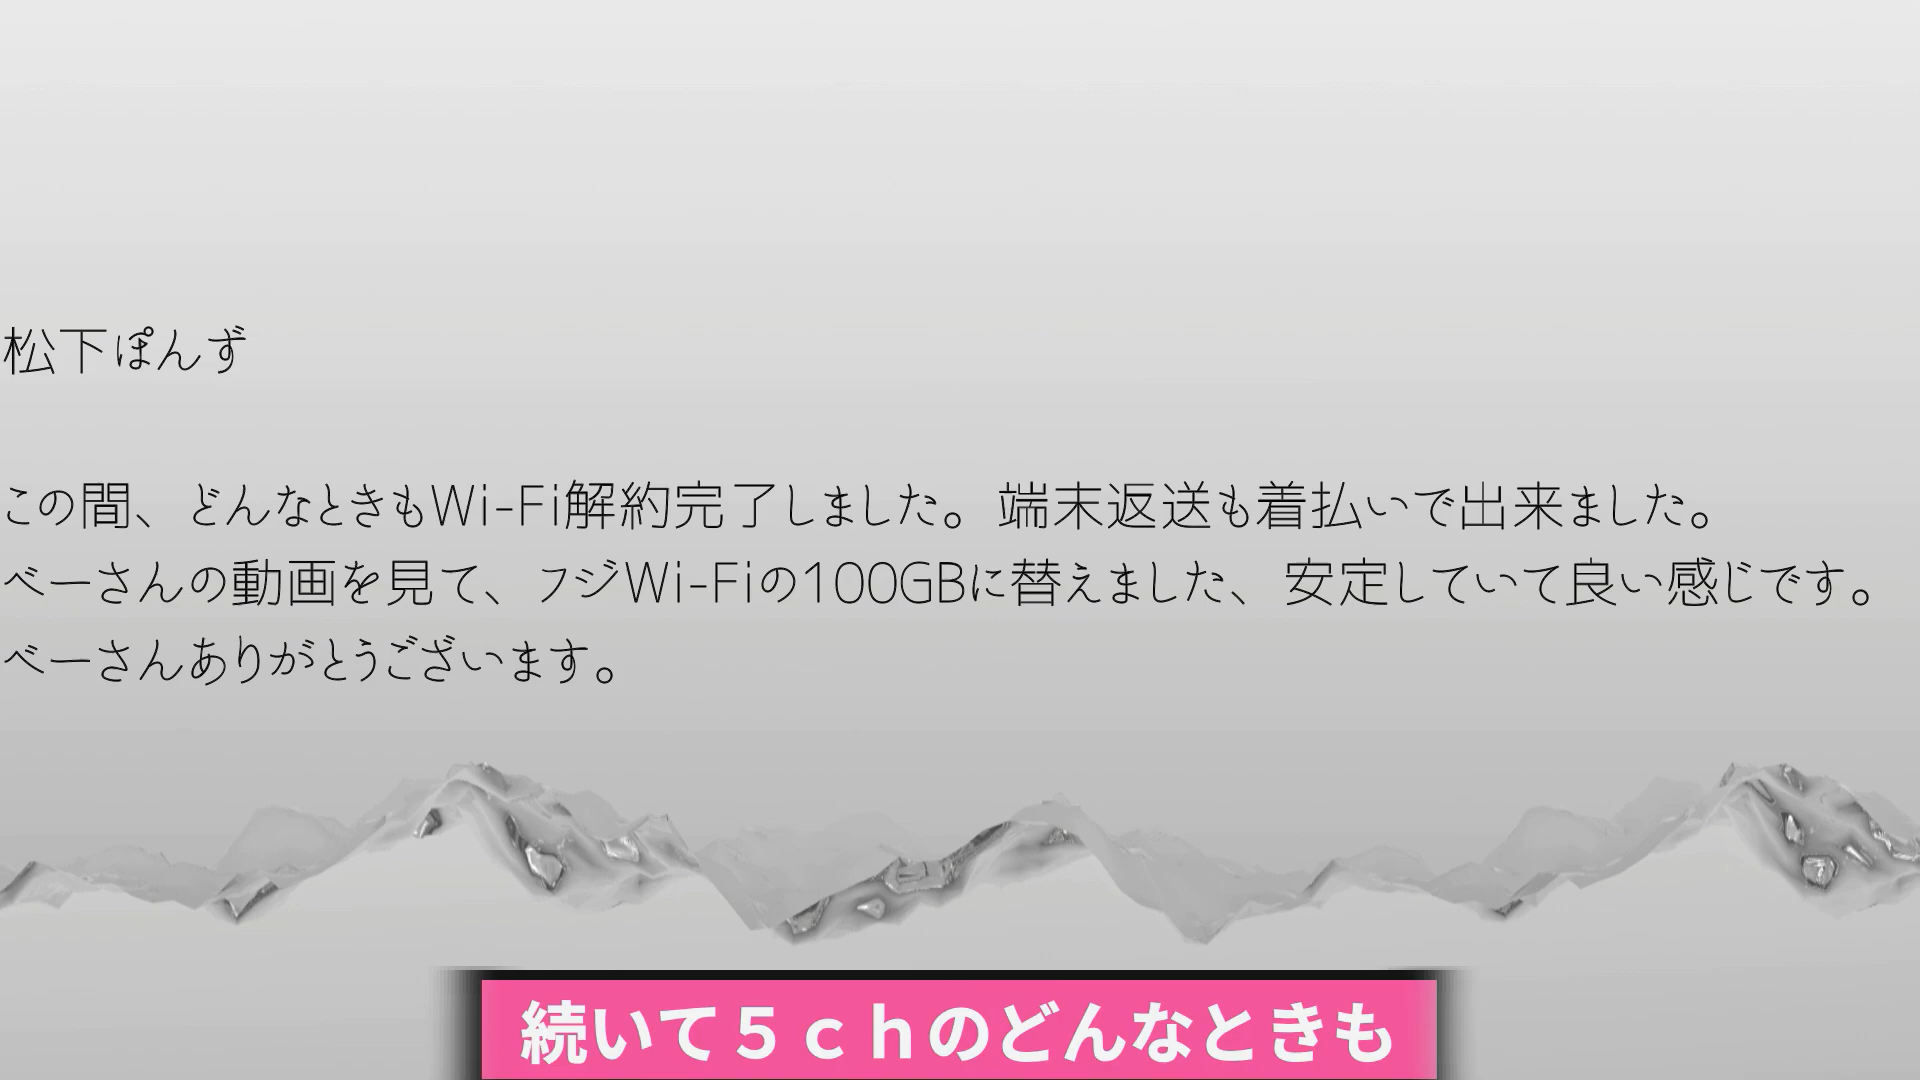 松下ぽんず
この間、どんなときもWi-Fi解約完了しました。端末返送も着払いで出来ました。
べーさんの動画を見て、フジWi-Fiの100GBに替えました、安定していて良い感じです。
べーさんありがとうございます。
続いて５ｃｈのどんなときも